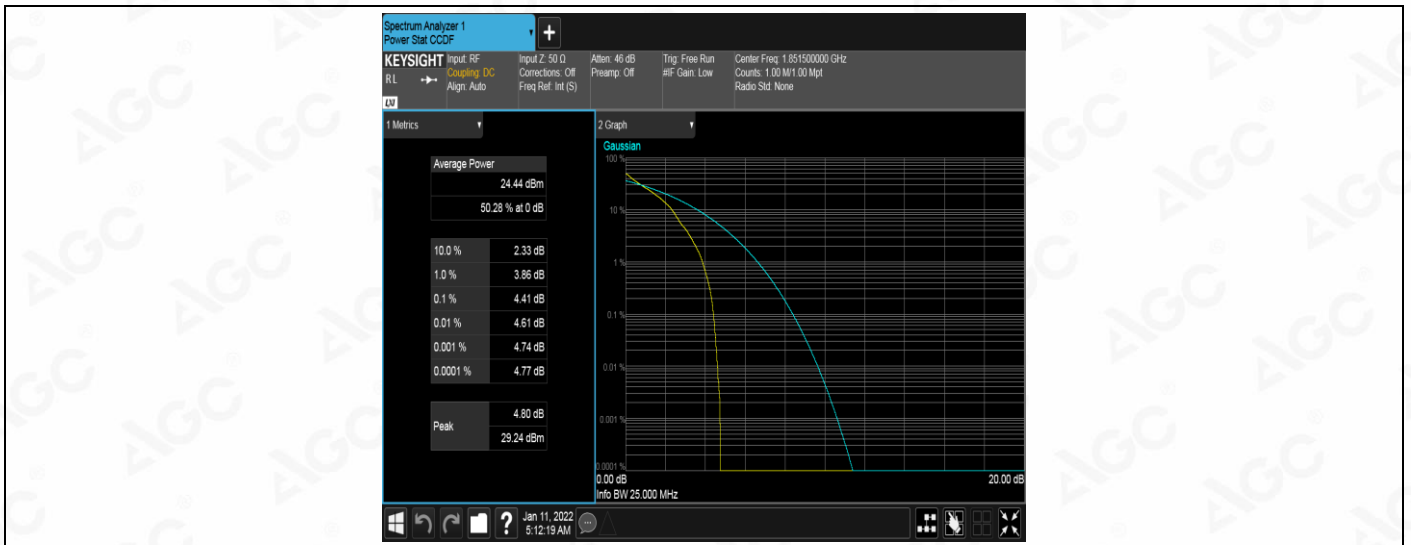 Spectrum Analyzer 1
Power Stat CCDF
+
KEYSIGHT Input: RF Input Z: 50 Ω Atten: 46 dB Trig: Free Run Center Freq: 1.851500000 GHz
RL Coupling: DC Corrections: Off Preamp: Off #IF Gain: Low Counts: 1.00 M/1.00 Mpt
Align: Auto Freq Ref: Int (S) Radio Std: None
LXI
1 Metrics
Average Power
24.44 dBm
50.28 % at 0 dB
10.0 % 2.33 dB
1.0 % 3.86 dB
0.1 % 4.41 dB
0.01 % 4.61 dB
0.001 % 4.74 dB
0.0001 % 4.77 dB
Peak 4.80 dB
29.24 dBm
2 Graph
Gaussian
100 %
10 %
1 %
0.1 %
0.01 %
0.001 %
0.0001 %
0.00 dB 20.00 dB
Info BW 25.000 MHz
? Jan 11, 2022
5:12:19 AM
AGC